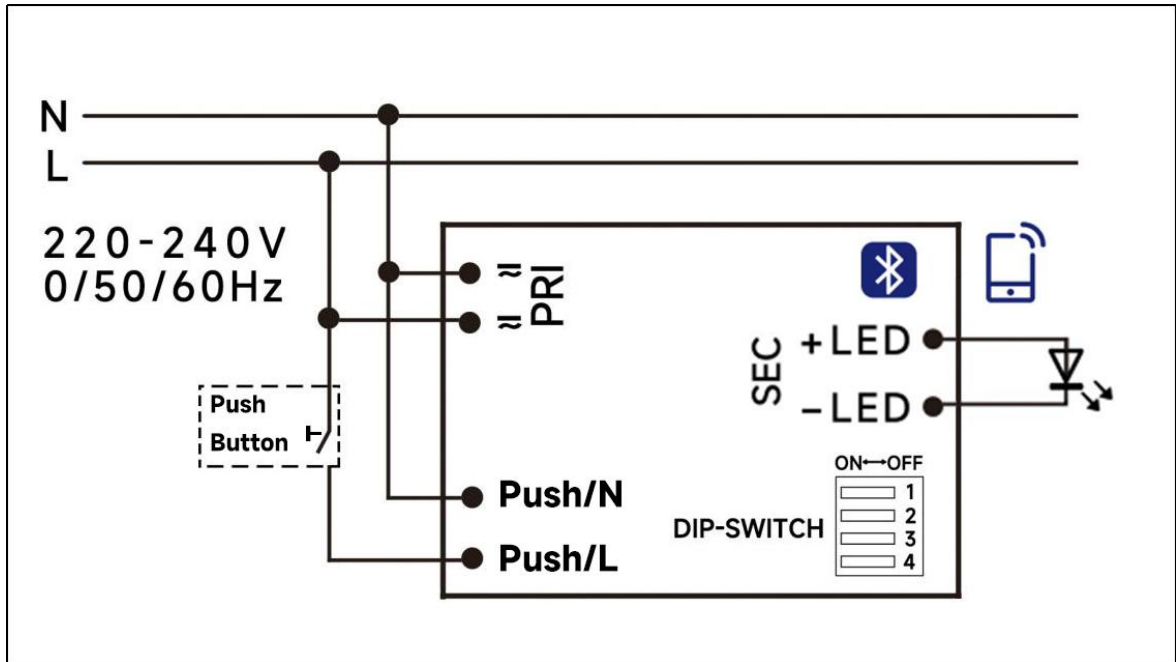 N
L
220-240V
0/50/60Hz
≂
≂
PRI
SEC
+LED
-LED
Push
Button
ON↔OFF
1
2
3
4
DIP-SWITCH
Push/N
Push/L